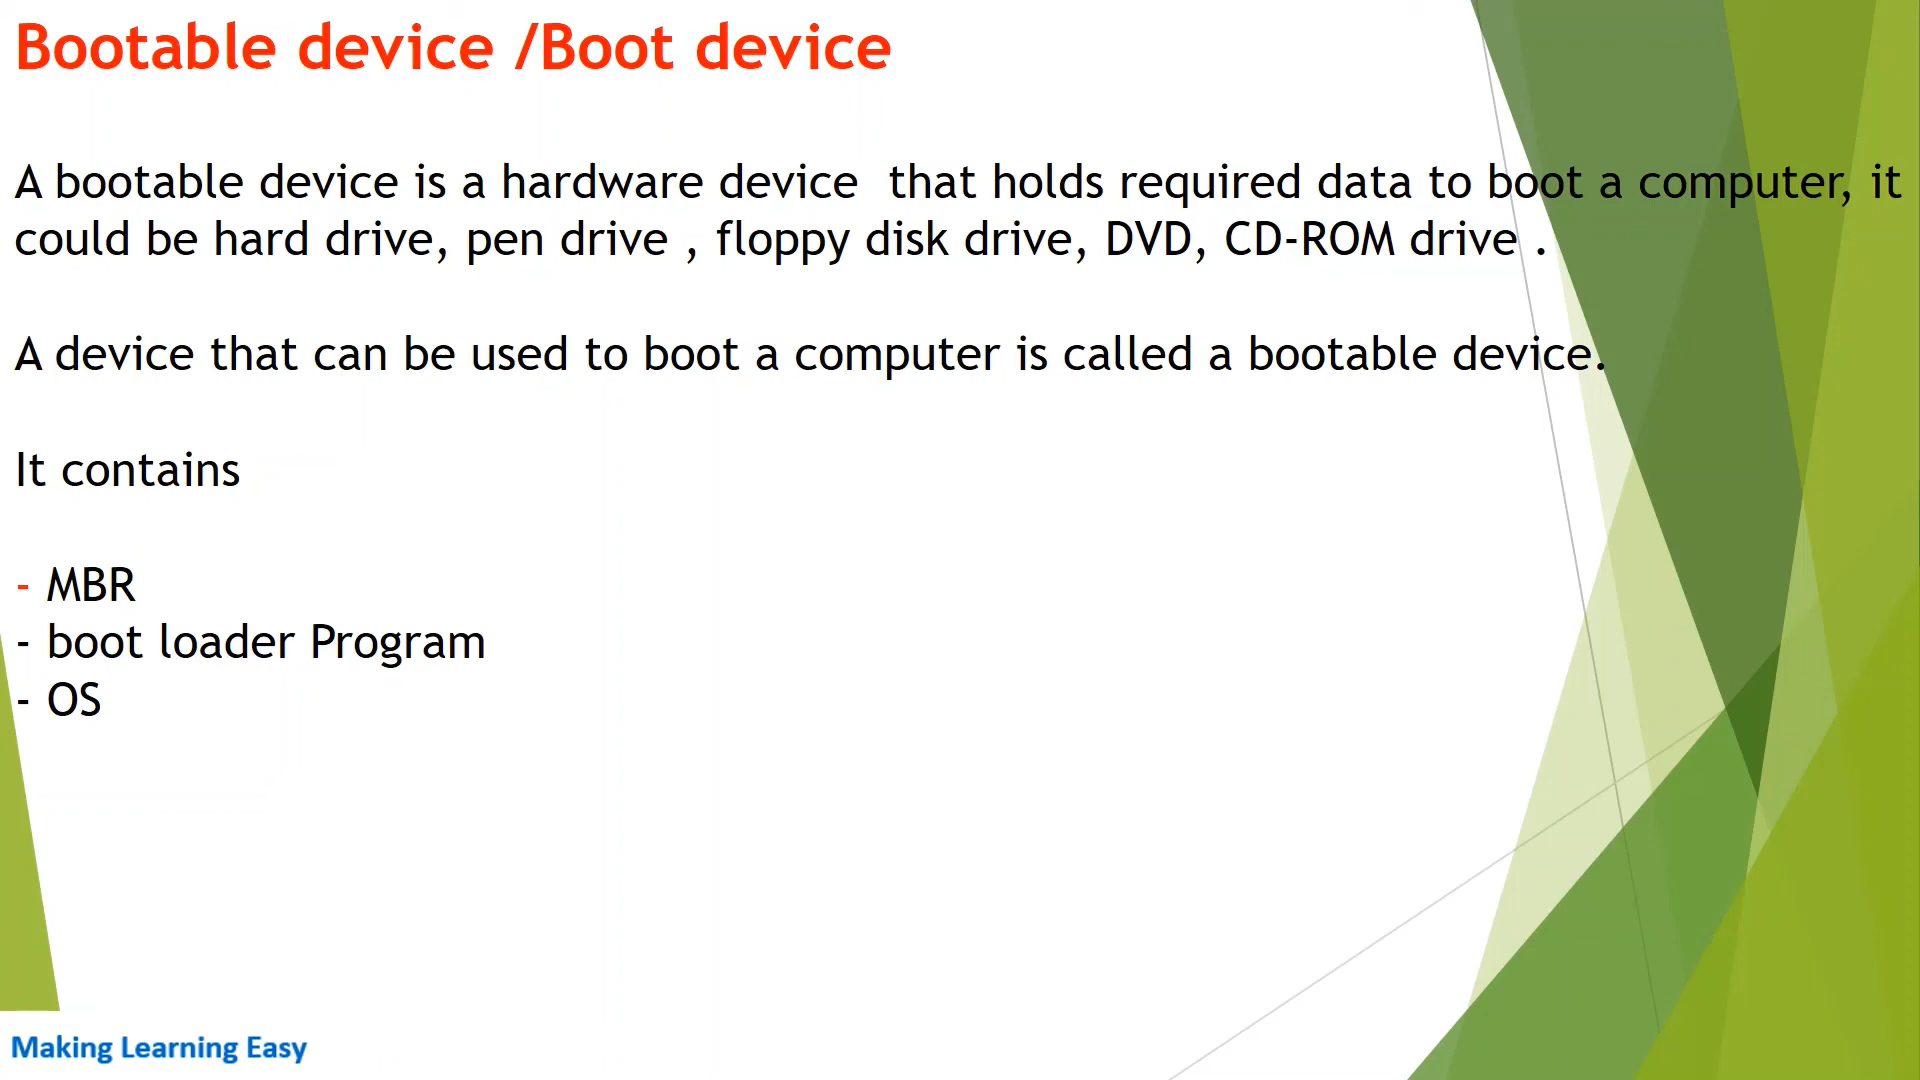 Bootable device /Boot device
A bootable device is a hardware device  that holds required data to boot a computer, it
could be hard drive, pen drive , floppy disk drive, DVD, CD-ROM drive .
A device that can be used to boot a computer is called a bootable device.
It contains
- MBR
- boot loader Program
- OS
Making Learning Easy